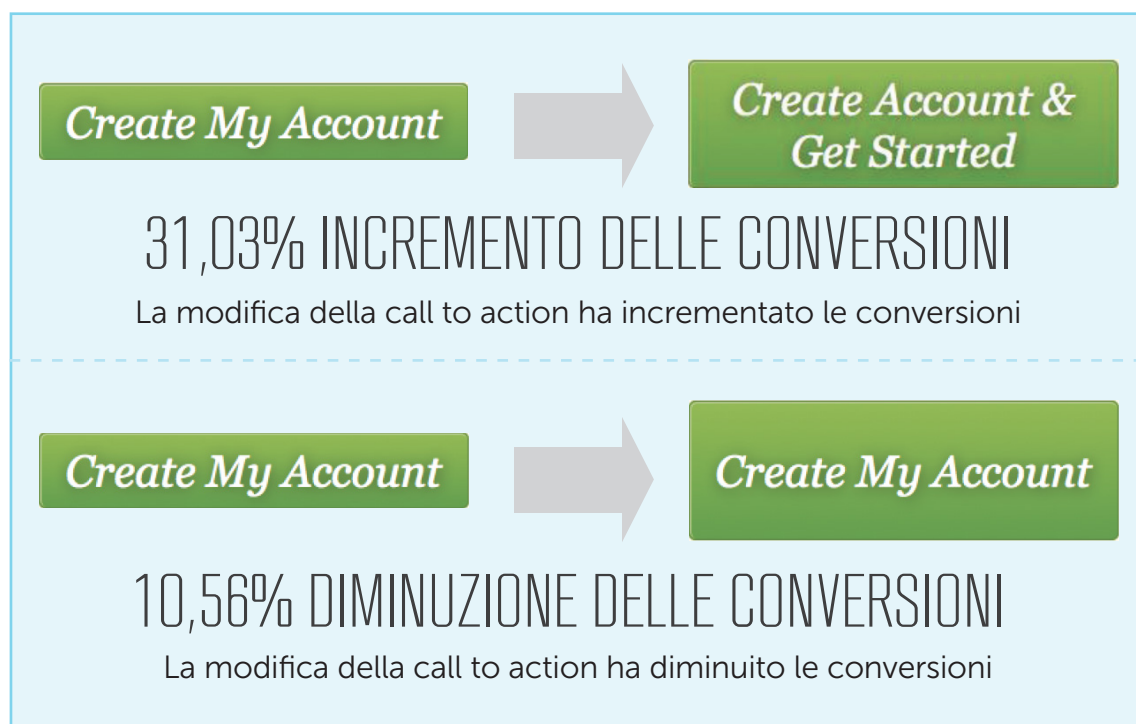 Create My Account
Create Account &
Get Started
31,03% INCREMENTO DELLE CONVERSIONI
La modifica della call to action ha incrementato le conversioni
Create My Account
Create My Account
10,56% DIMINUZIONE DELLE CONVERSIONI
La modifica della call to action ha diminuito le conversioni